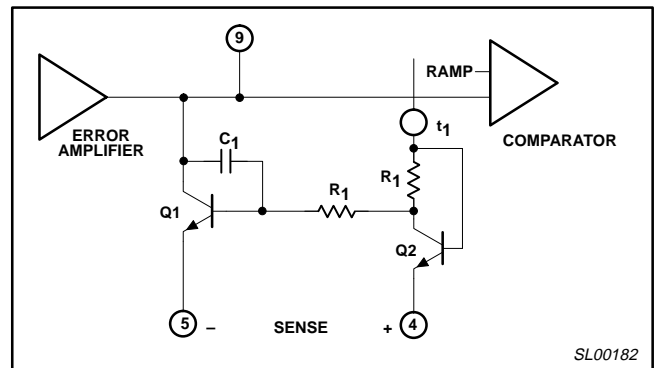 9
RAMP
ERROR
AMPLIFIER
t1
COMPARATOR
C1
R1
R1
Q1
Q2
5 – SENSE + 4
SL00182